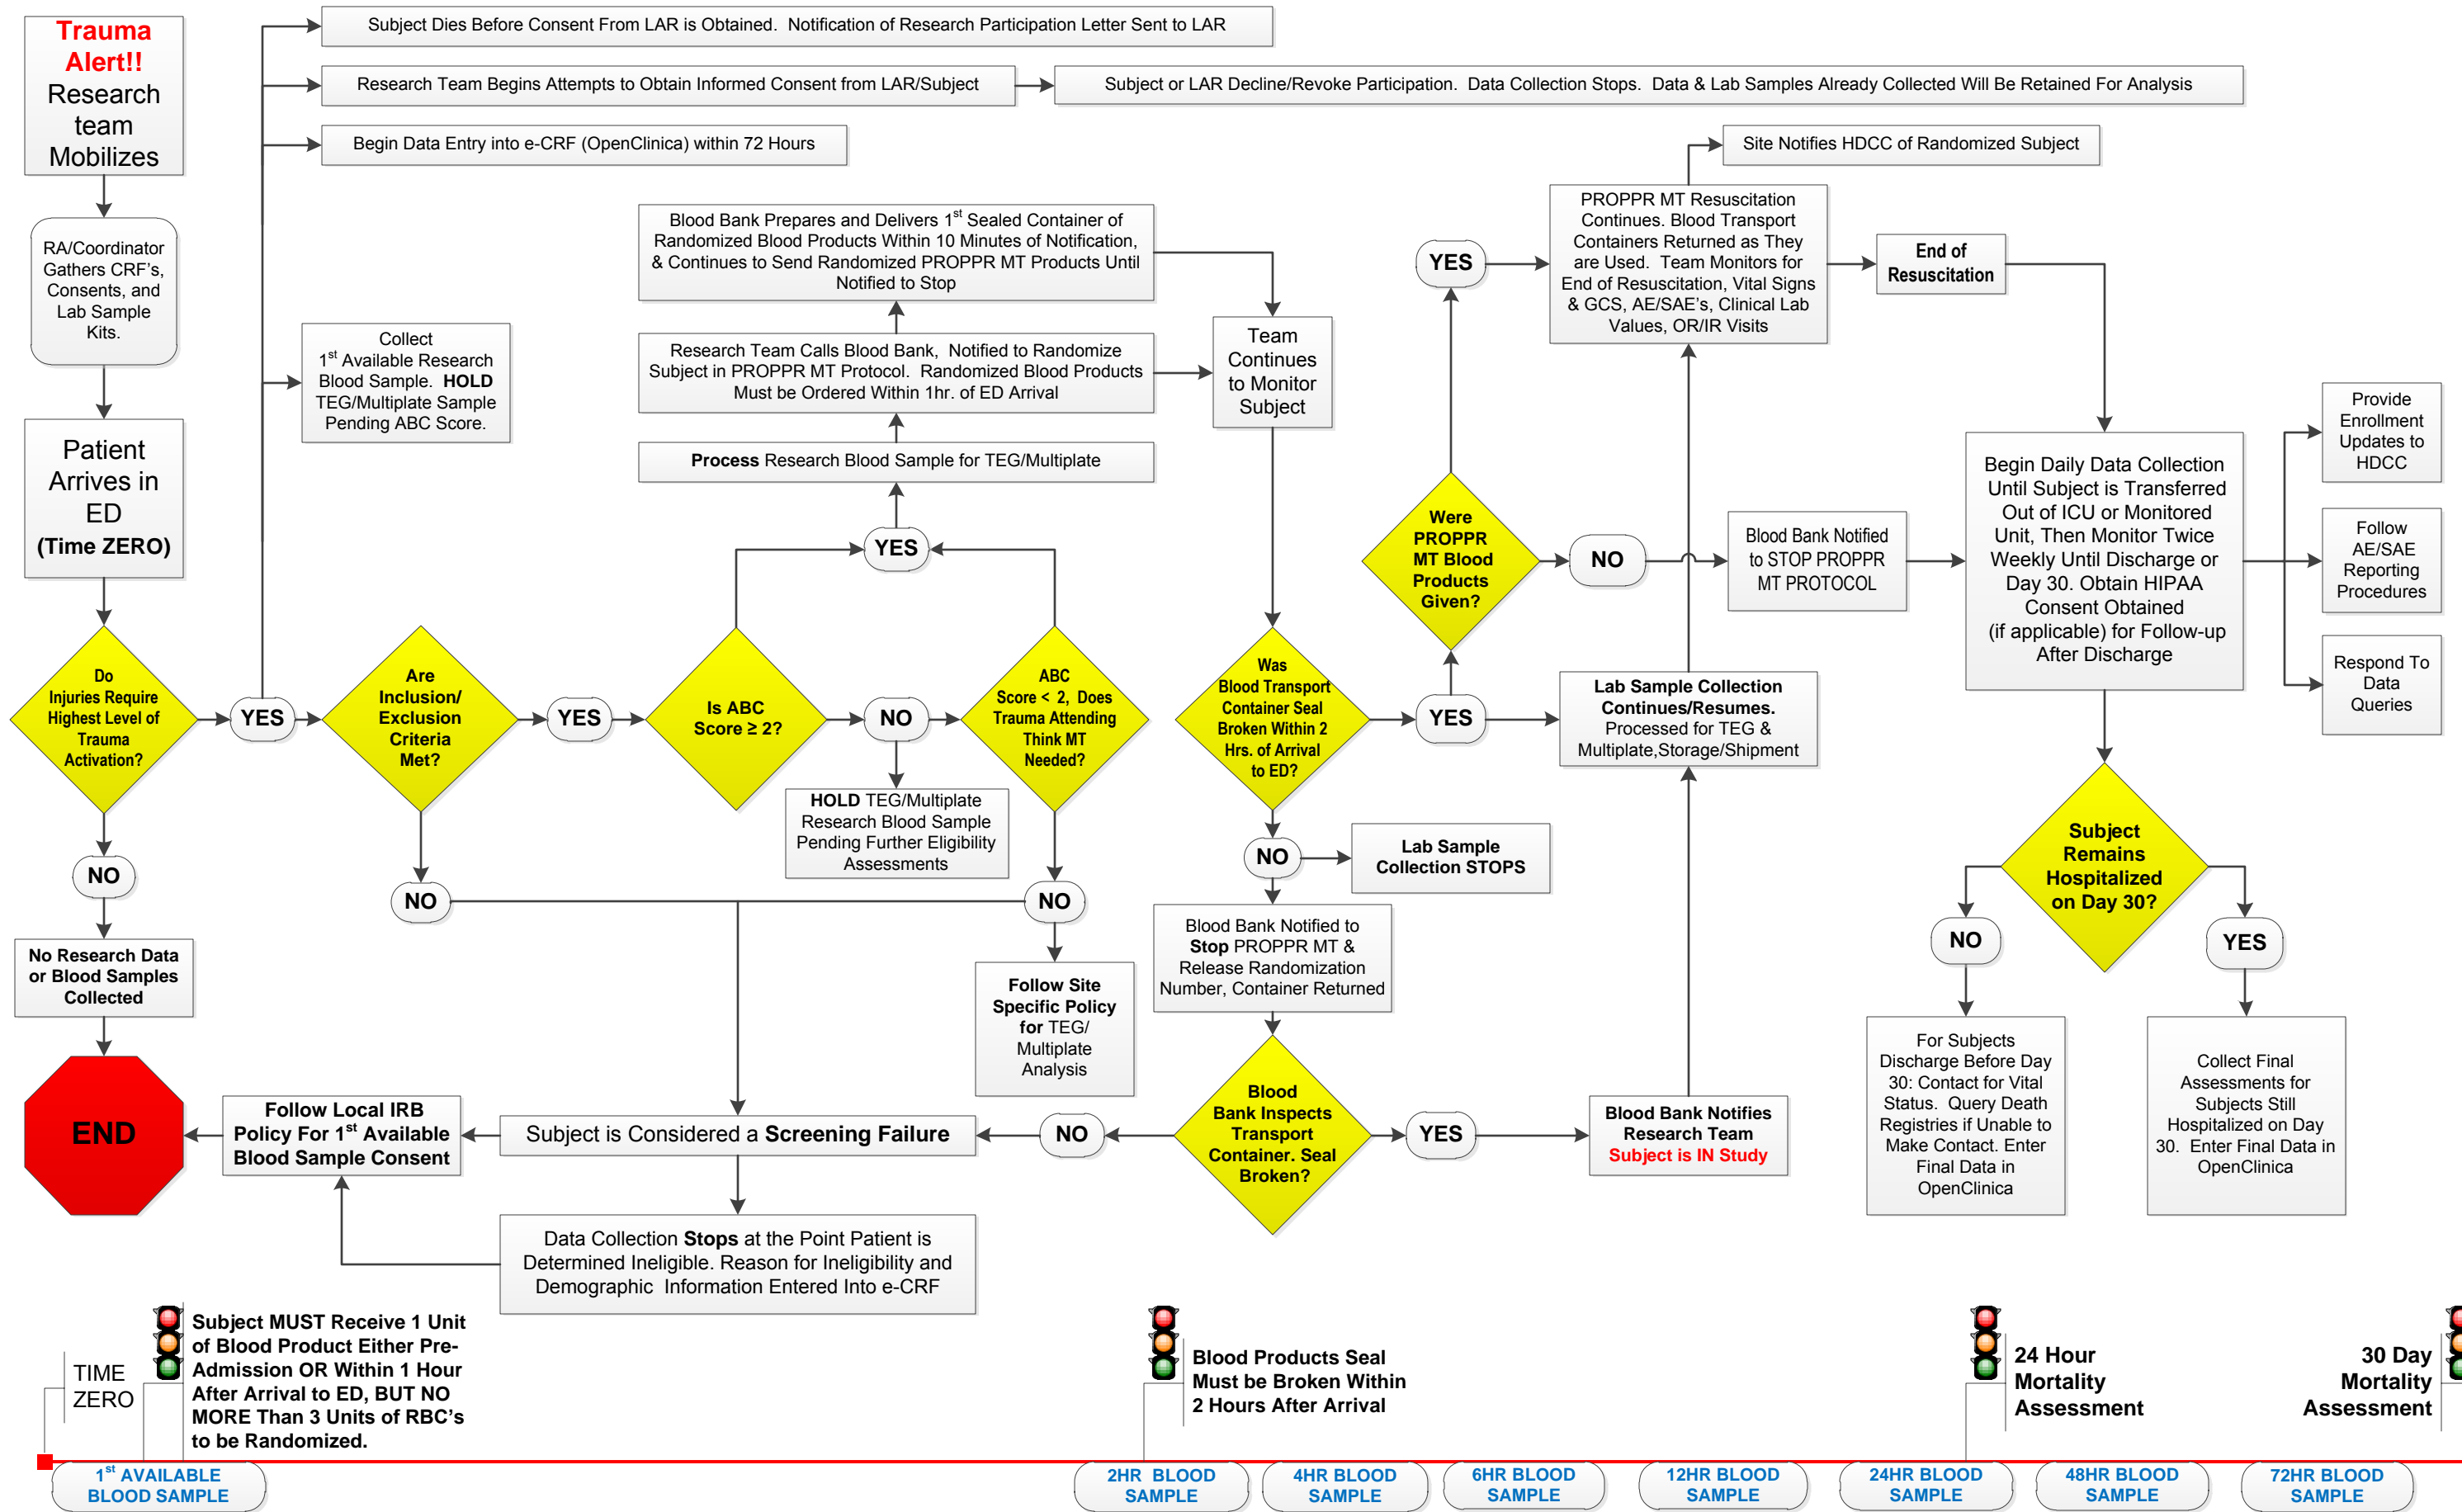 Trauma
Alert!!
Research
team
Mobilizes
RA/Coordinator
Gathers CRF's,
Consents, and
Lab Sample
Kits.
Patient
Arrives in
ED
(Time ZERO)
Do
Injuries Require
Highest Level of
Trauma
Activation?
NO
No Research Data
or Blood Samples
Collected
END
YES
Subject Dies Before Consent From LAR is Obtained.  Notification of Research Participation Letter Sent to LAR
Research Team Begins Attempts to Obtain Informed Consent from LAR/Subject
Subject or LAR Decline/Revoke Participation.  Data Collection Stops.  Data & Lab Samples Already Collected Will Be Retained For Analysis
Begin Data Entry into e-CRF (OpenClinica) within 72 Hours
Collect
1st Available Research
Blood Sample.  HOLD
TEG/Multiplate Sample
Pending ABC Score.
Are
Inclusion/
Exclusion
Criteria
Met?
NO
YES
Is ABC
Score ≥ 2?
NO
HOLD TEG/Multiplate
Research Blood Sample
Pending Further Eligibility
Assessments
ABC
Score < 2,  Does
Trauma Attending
Think MT
Needed?
NO
Follow Site
Specific Policy
for TEG/
Multiplate
Analysis
YES
Process Research Blood Sample for TEG/Multiplate
Research Team Calls Blood Bank,  Notified to Randomize
Subject in PROPPR MT Protocol.  Randomized Blood Products
Must be Ordered Within 1hr. of ED Arrival
Blood Bank Prepares and Delivers 1st Sealed Container of
Randomized Blood Products Within 10 Minutes of Notification,
& Continues to Send Randomized PROPPR MT Products Until
Notified to Stop
Team
Continues
to Monitor
Subject
Was
Blood Transport
Container Seal
Broken Within 2
Hrs. of Arrival
to ED?
NO
Lab Sample
Collection STOPS
Blood Bank Notified to
Stop PROPPR MT &
Release Randomization
Number, Container Returned
Blood
Bank Inspects
Transport
Container. Seal
Broken?
NO
Subject is Considered a Screening Failure
Follow Local IRB
Policy For 1st Available
Blood Sample Consent
Data Collection Stops at the Point Patient is
Determined Ineligible. Reason for Ineligibility and
Demographic  Information Entered Into e-CRF
YES
Blood Bank Notifies
Research Team
Subject is IN Study
YES
Lab Sample Collection
Continues/Resumes.
Processed for TEG &
Multiplate,Storage/Shipment
Were
PROPPR
MT Blood
Products
Given?
YES
PROPPR MT Resuscitation
Continues. Blood Transport
Containers Returned as They
are Used.  Team Monitors for
End of Resuscitation, Vital Signs
& GCS, AE/SAE's, Clinical Lab
Values, OR/IR Visits
Site Notifies HDCC of Randomized Subject
End of
Resuscitation
NO
Blood Bank Notified
to STOP PROPPR
MT PROTOCOL
Begin Daily Data Collection
Until Subject is Transferred
Out of ICU or Monitored
Unit, Then Monitor Twice
Weekly Until Discharge or
Day 30. Obtain HIPAA
Consent Obtained
(if applicable) for Follow-up
After Discharge
Provide
Enrollment
Updates to
HDCC
Follow
AE/SAE
Reporting
Procedures
Respond To
Data
Queries
Subject
Remains
Hospitalized
on Day 30?
NO
For Subjects
Discharge Before Day
30: Contact for Vital
Status.  Query Death
Registries if Unable to
Make Contact. Enter
Final Data in
OpenClinica
YES
Collect Final
Assessments for
Subjects Still
Hospitalized on Day
30.  Enter Final Data in
OpenClinica
TIME
ZERO
Subject MUST Receive 1 Unit
of Blood Product Either Pre-
Admission OR Within 1 Hour
After Arrival to ED, BUT NO
MORE Than 3 Units of RBC's
to be Randomized.
Blood Products Seal
Must be Broken Within
2 Hours After Arrival
24 Hour
Mortality
Assessment
30 Day
Mortality
Assessment
1st AVAILABLE
BLOOD SAMPLE
2HR  BLOOD
SAMPLE
4HR BLOOD
SAMPLE
6HR BLOOD
SAMPLE
12HR BLOOD
SAMPLE
24HR BLOOD
SAMPLE
48HR BLOOD
SAMPLE
72HR BLOOD
SAMPLE